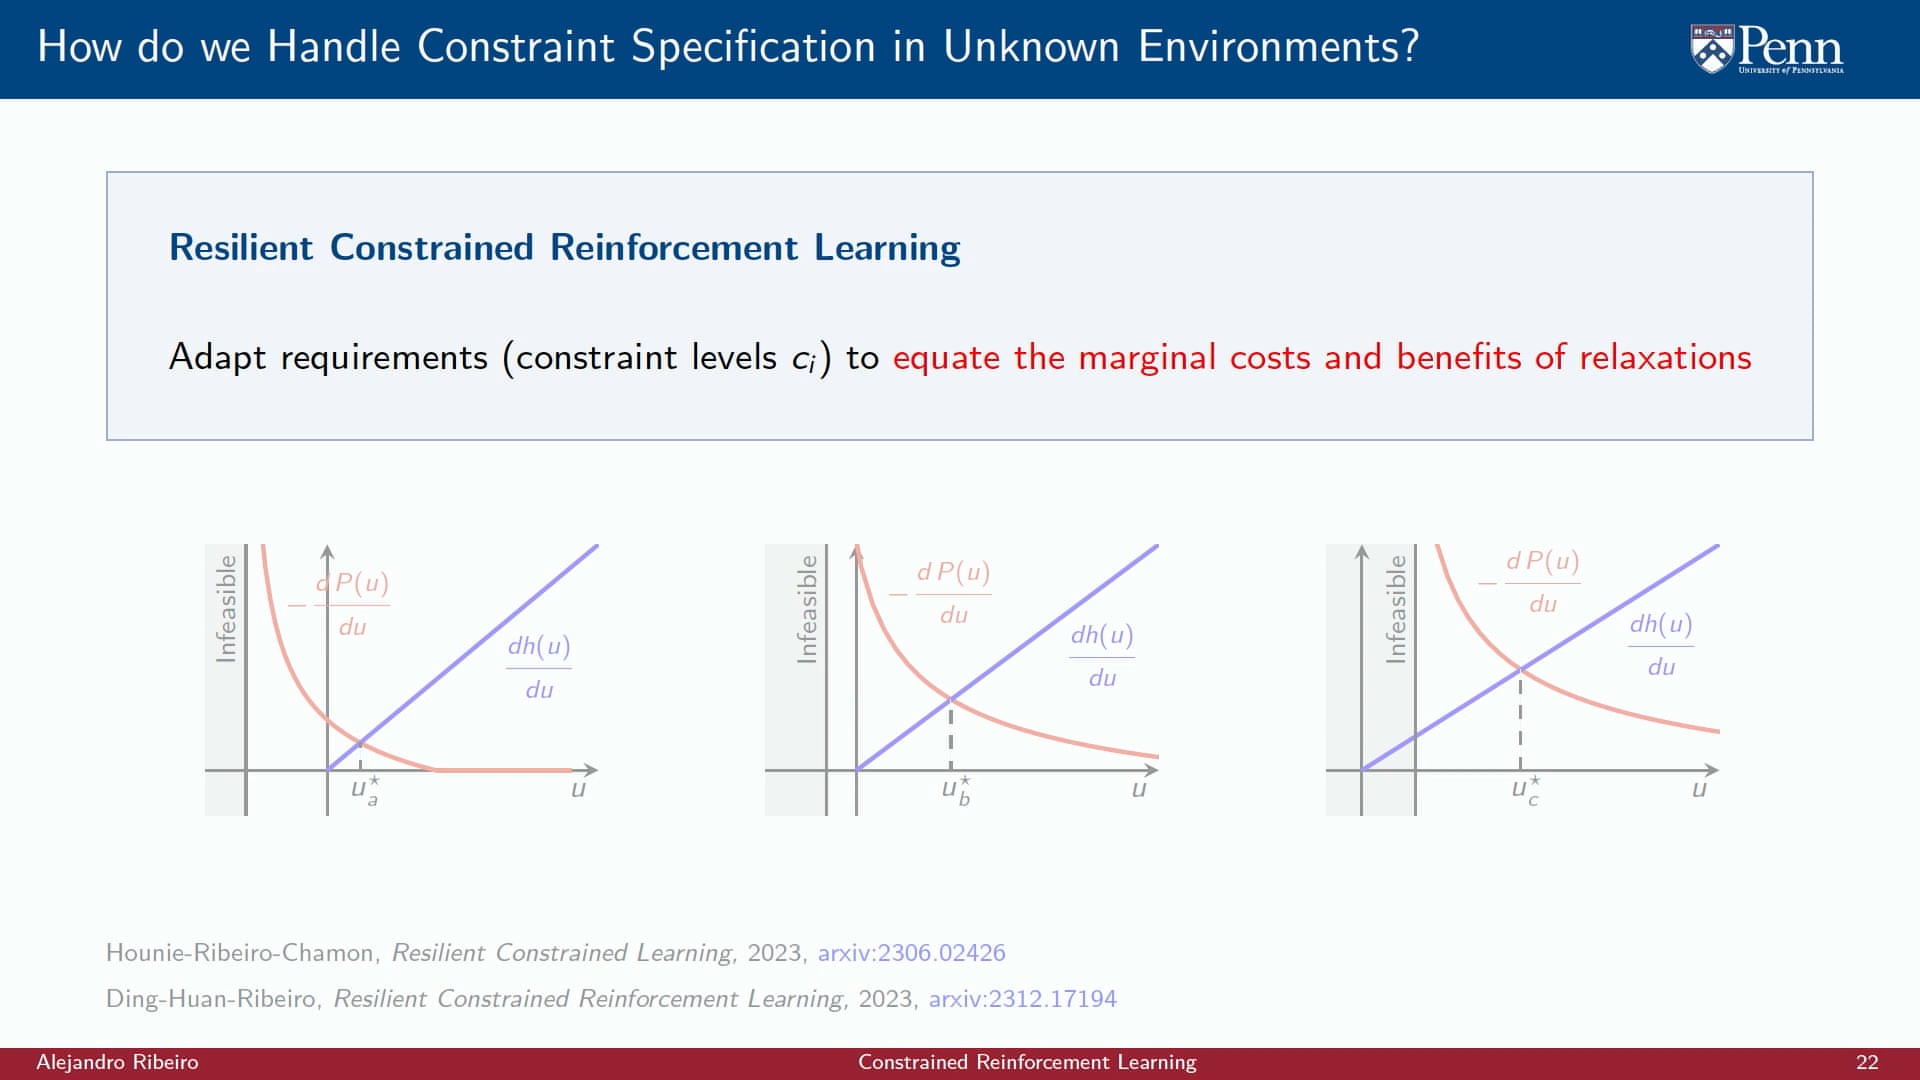 How do we Handle Constraint Specification in Unknown Environments?
Penn
UNIVERSITY of PENNSYLVANIA
Resilient Constrained Reinforcement Learning
Adapt requirements (constraint levels cᵢ) to equate the marginal costs and benefits of relaxations
Infeasible
− d P(u)
du
dh(u)
du
u*a
u
Infeasible
− d P(u)
du
dh(u)
du
u*b
u
Infeasible
− d P(u)
du
dh(u)
du
u*c
u
Hounie-Ribeiro-Chamon, Resilient Constrained Learning, 2023, arxiv:2306.02426
Ding-Huan-Ribeiro, Resilient Constrained Reinforcement Learning, 2023, arxiv:2312.17194
Alejandro Ribeiro
Constrained Reinforcement Learning
22